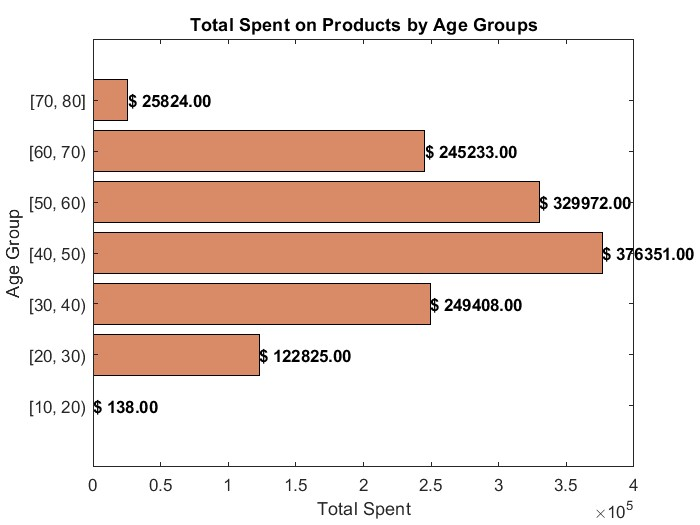 Total Spent on Products by Age Groups
[70, 80] $ 25824.00
[60, 70) $ 245233.00
[50, 60) $ 329972.00
[40, 50) $ 376351.00
[30, 40) $ 249408.00
[20, 30) $ 122825.00
[10, 20) $ 138.00
Age Group
0 0.5 1 1.5 2 2.5 3 3.5 4
Total Spent
×10⁵